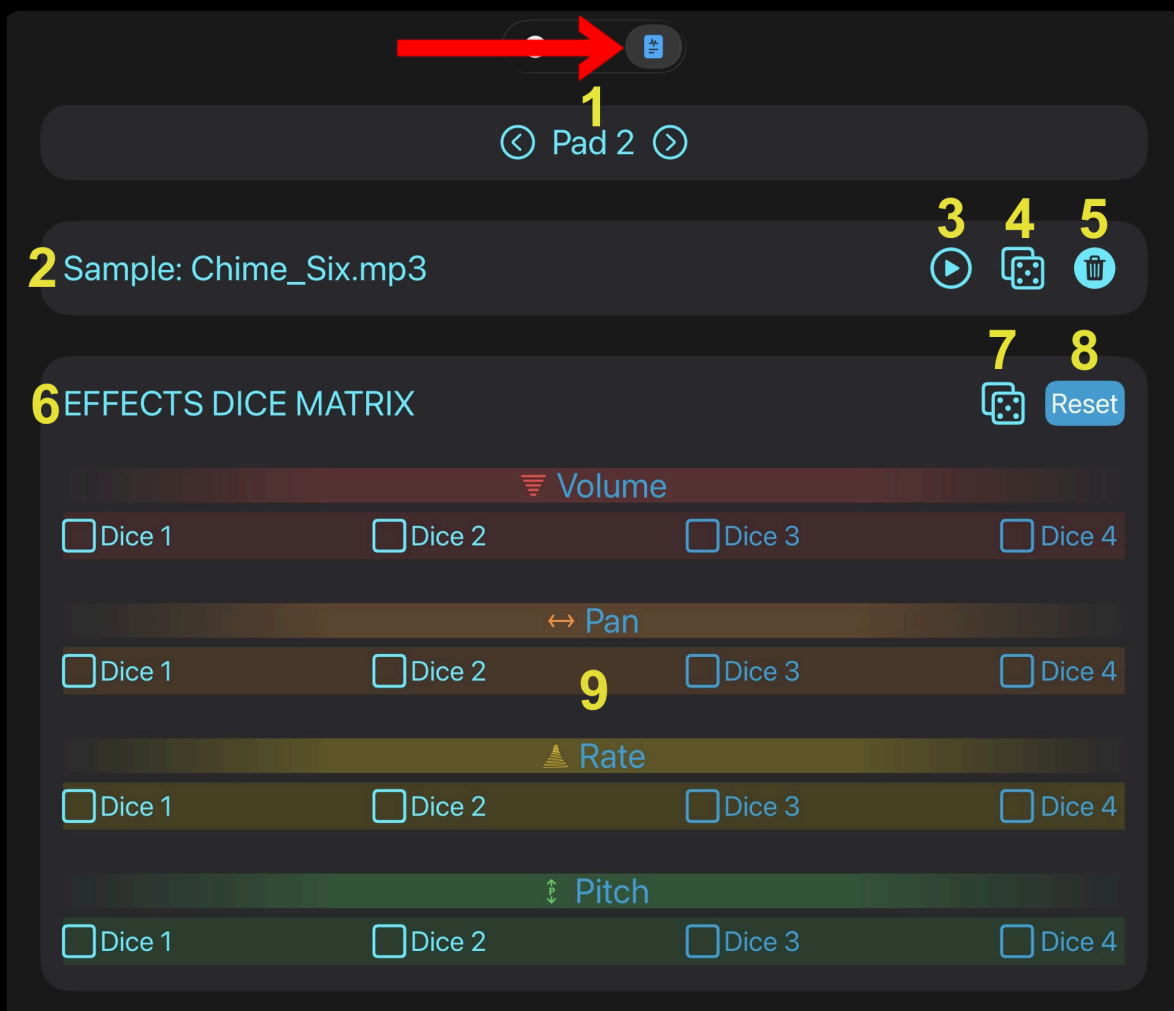 1
Pad 2
3 4 5
2 Sample: Chime_Six.mp3
7 8
6 EFFECTS DICE MATRIX Reset
Volume
Dice 1 Dice 2 Dice 3 Dice 4
Pan
Dice 1 Dice 2 Dice 3 Dice 4
9
Rate
Dice 1 Dice 2 Dice 3 Dice 4
P Pitch
Dice 1 Dice 2 Dice 3 Dice 4